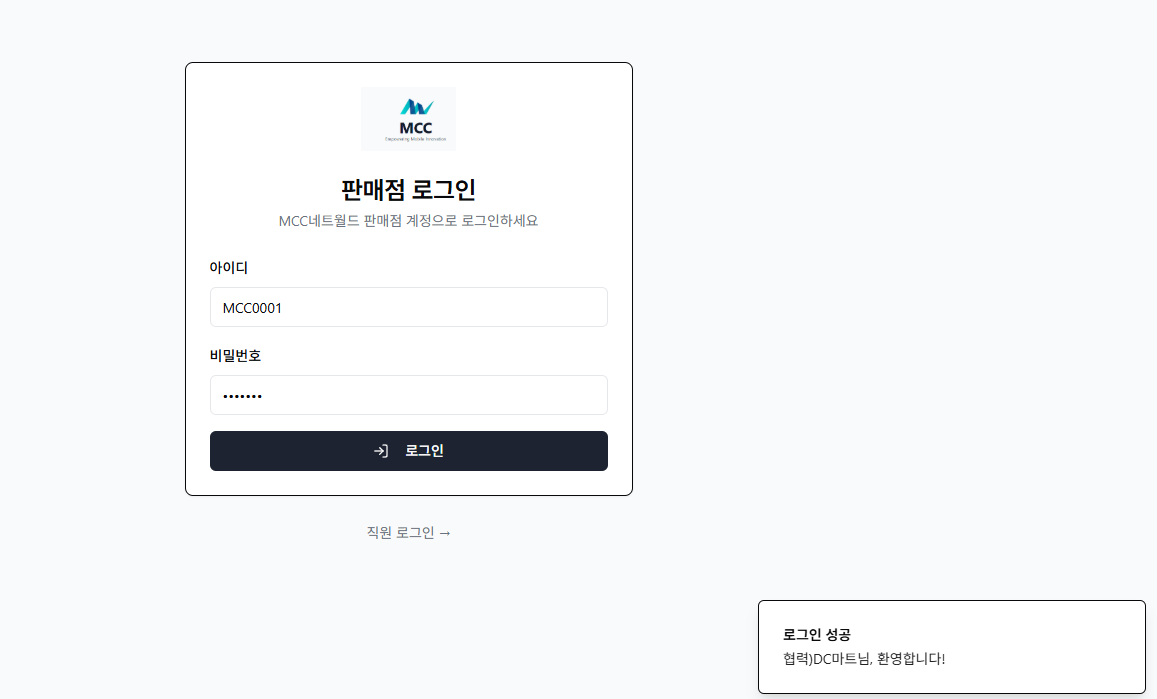 MCC
Empowering Mobile Innovation
판매점 로그인
MCC네트월드 판매점 계정으로 로그인하세요
아이디
MCC0001
비밀번호
•••••••
로그인
직원 로그인 →
로그인 성공
협력)DC마트님, 환영합니다!